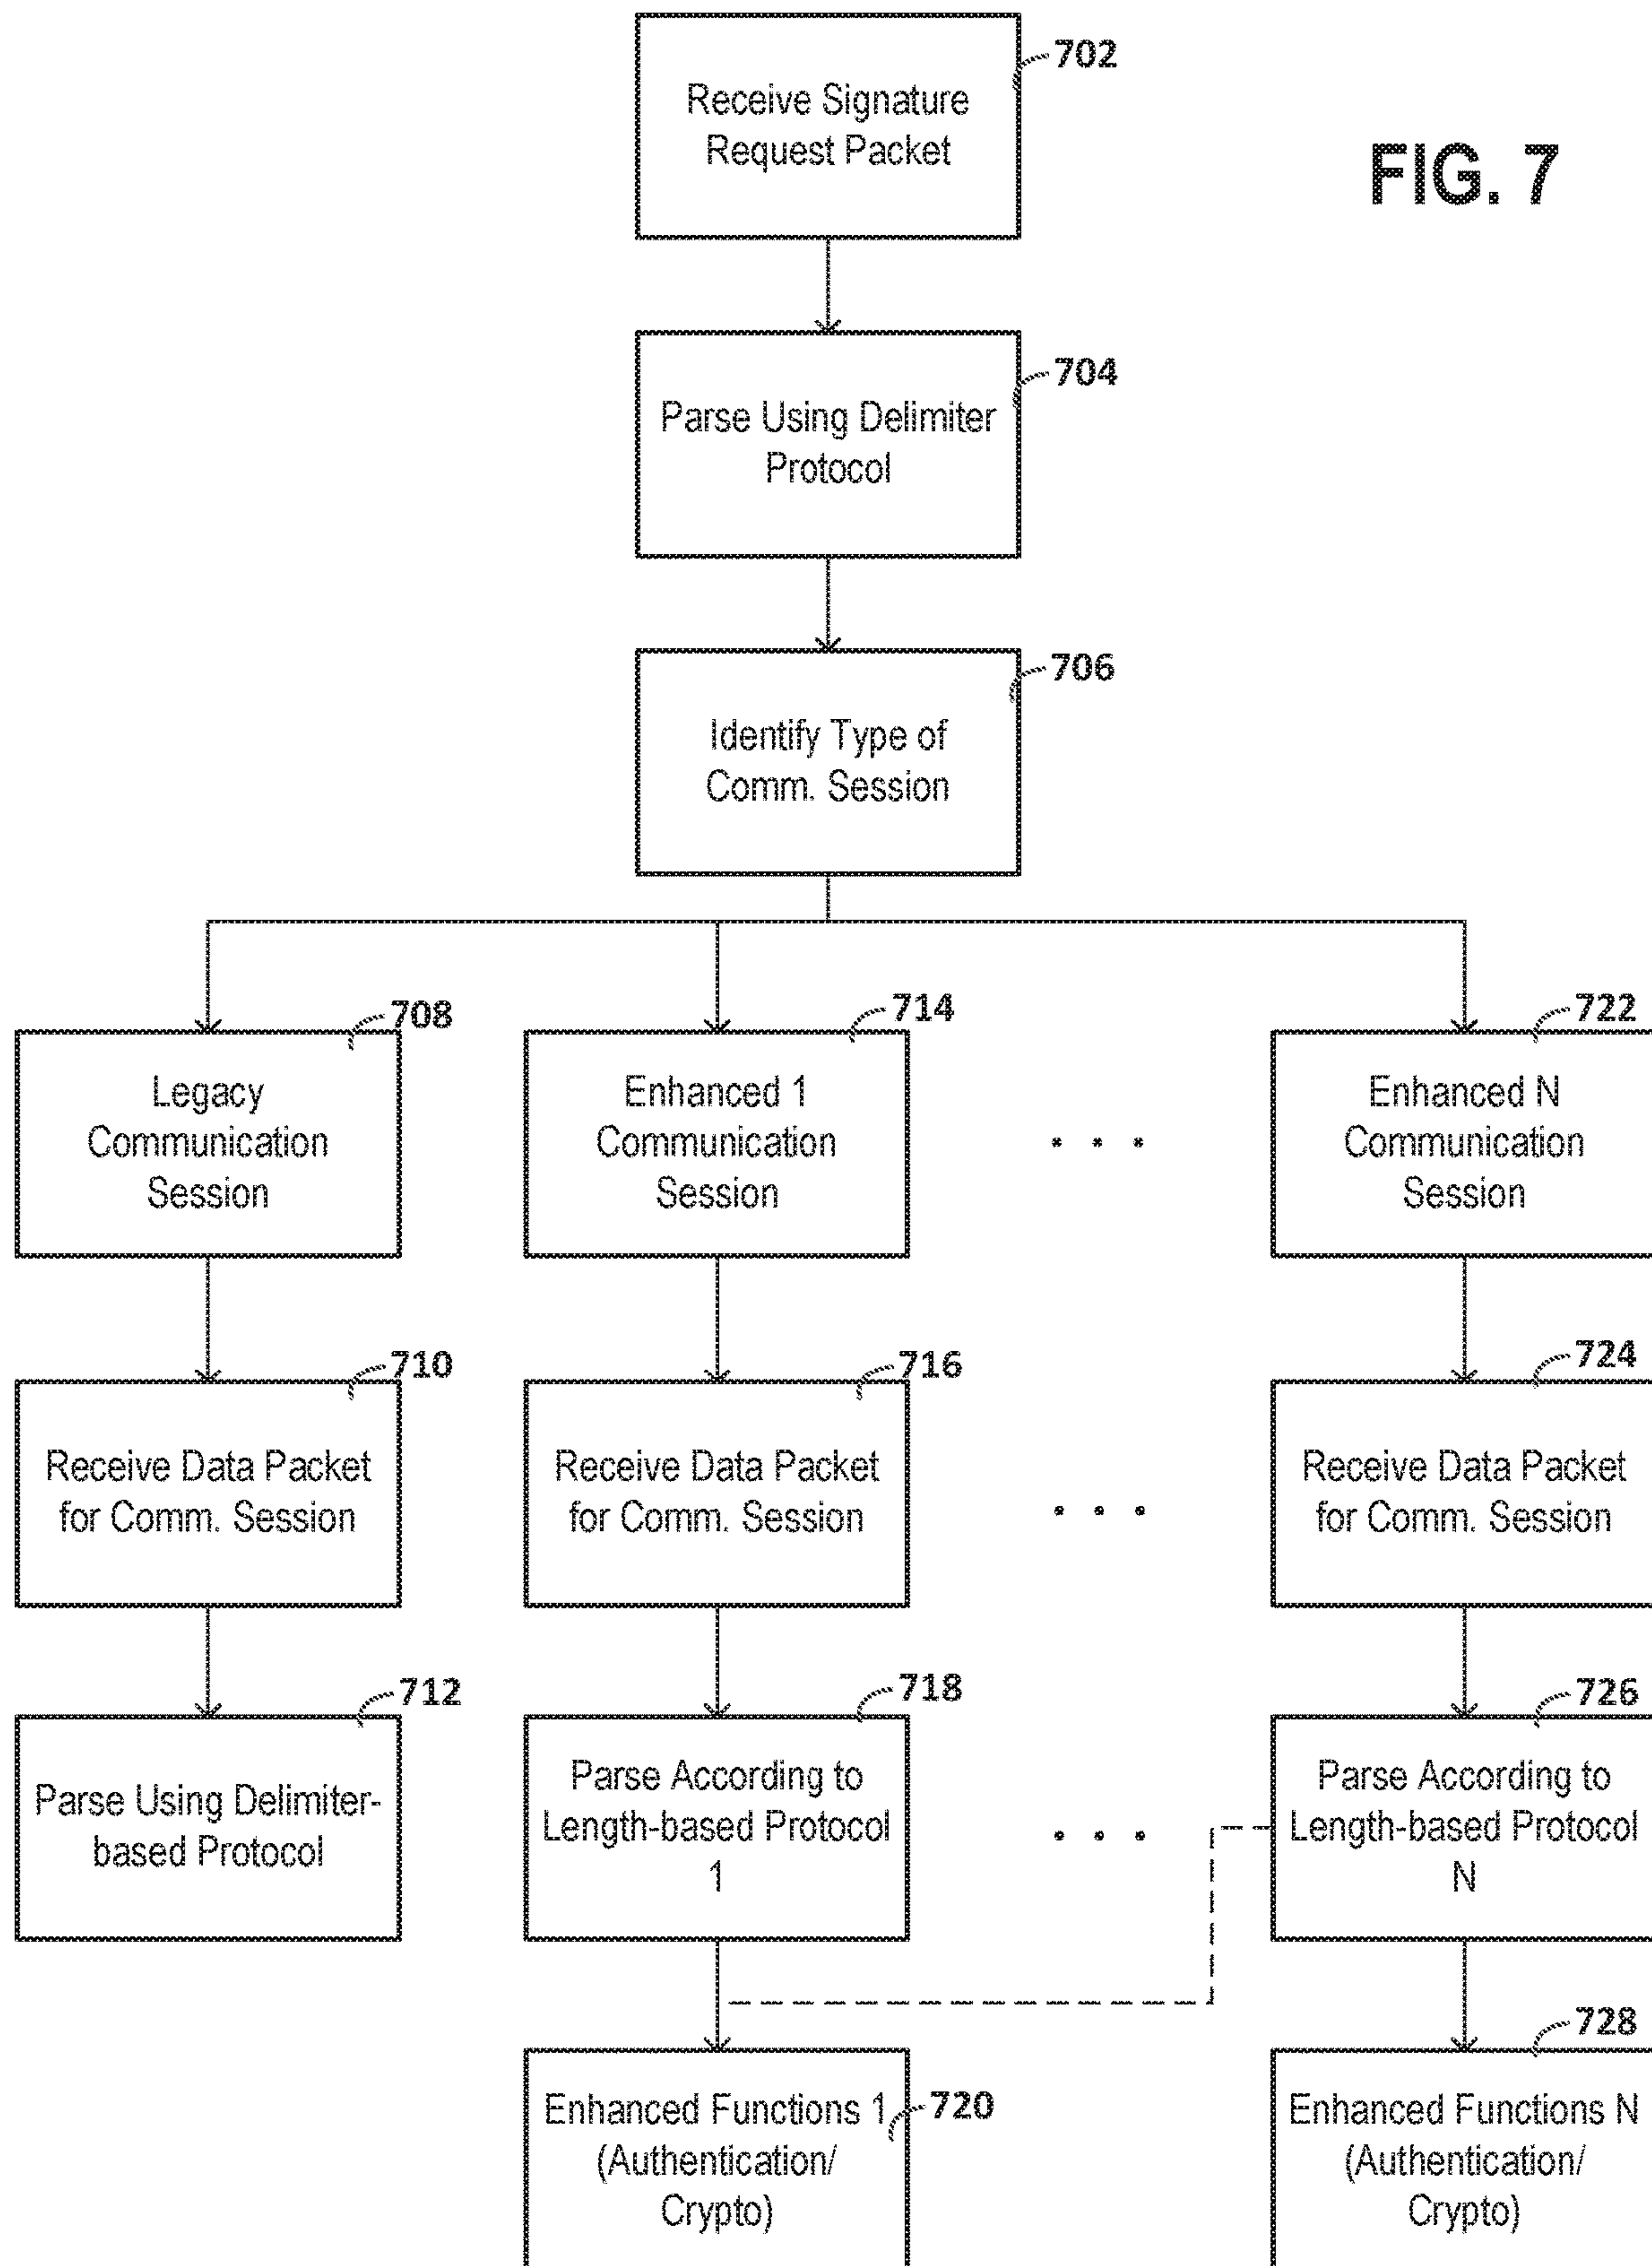 702
Receive Signature
Request Packet
FIG. 7
704
Parse Using Delimiter
Protocol
706
Identify Type of
Comm. Session
708
Legacy
Communication
Session
714
Enhanced 1
Communication
Session
. . .
722
Enhanced N
Communication
Session
710
Receive Data Packet
for Comm. Session
716
Receive Data Packet
for Comm. Session
. . .
724
Receive Data Packet
for Comm. Session
712
Parse Using Delimiter-
based Protocol
718
Parse According to
Length-based Protocol
1
. . .
726
Parse According to
Length-based Protocol
N
720
Enhanced Functions 1
(Authentication/
Crypto)
728
Enhanced Functions N
(Authentication/
Crypto)